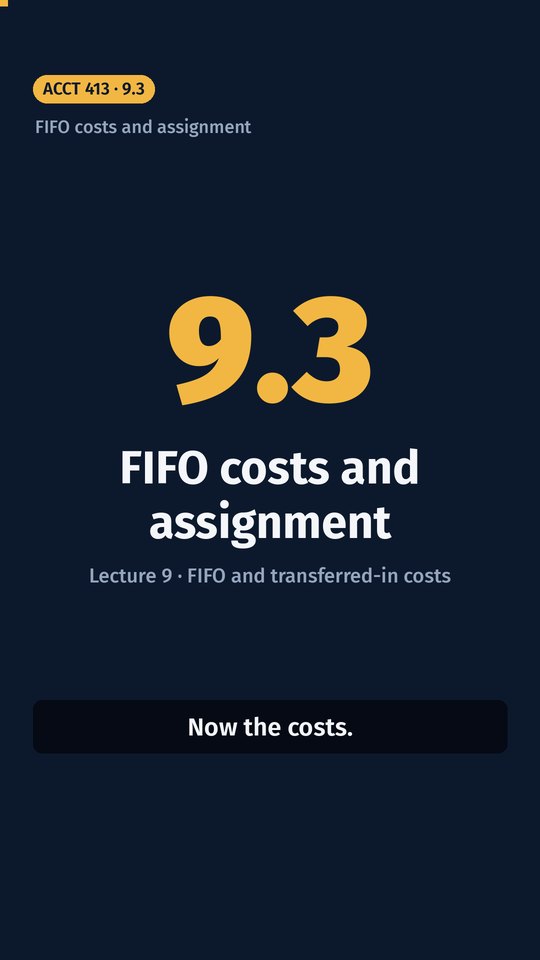 ACCT 413 · 9.3
FIFO costs and assignment
9.3
FIFO costs and
assignment
Lecture 9 · FIFO and transferred-in costs
Now the costs.